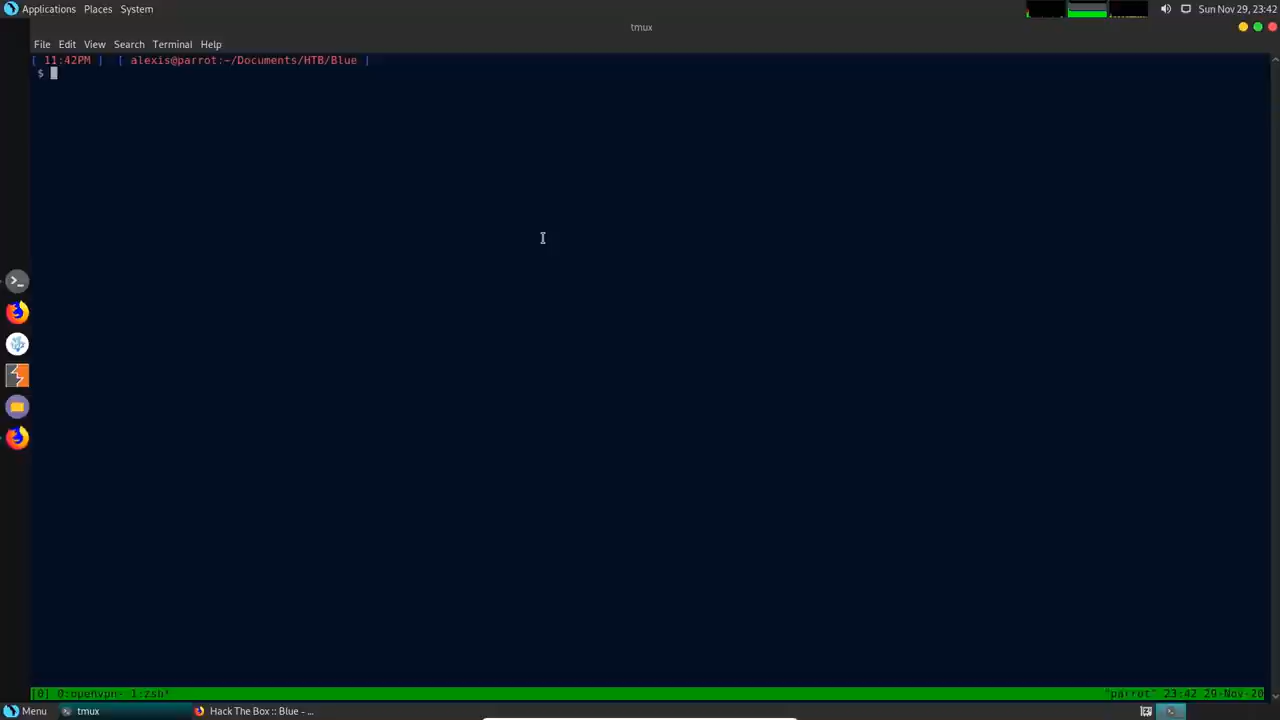 Applications Places System
Sun Nov 29, 23:42
tmux
File Edit View Search Terminal Help
[ 11:42PM | [ alexis@parrot:~/Documents/HTB/Blue |
$
[0] 0:openvpn- 1:zsh* "parrot" 23:42 29-Nov-20
Menu tmux Hack The Box :: Blue - ...